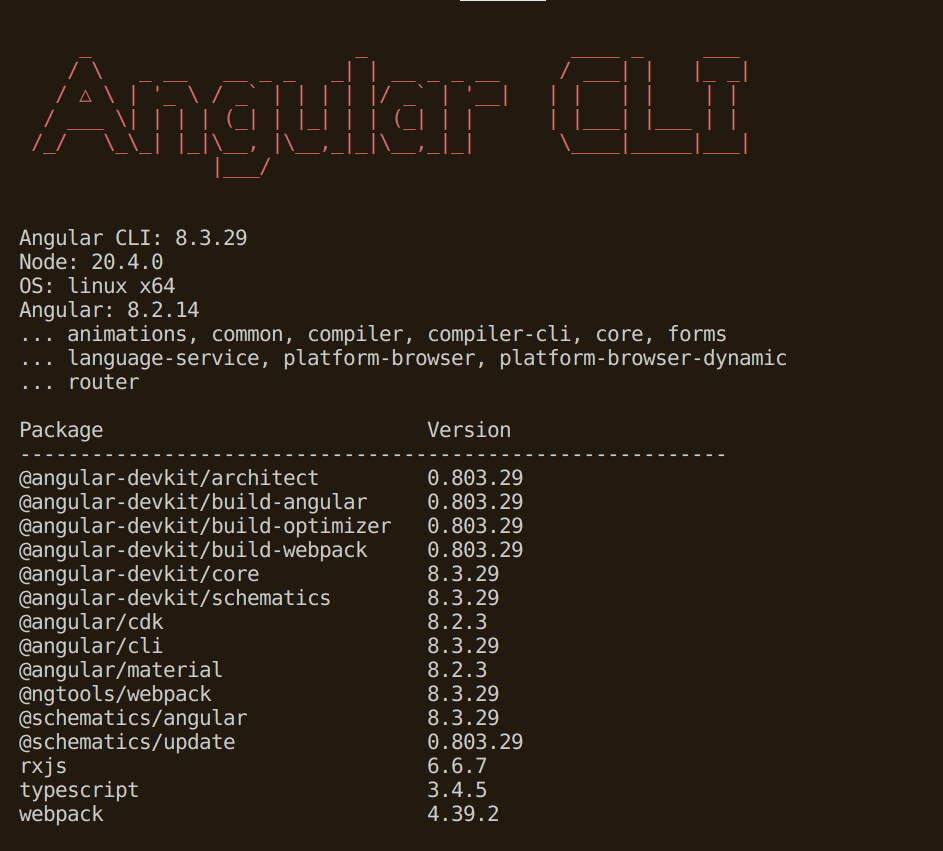 Angular CLI
Angular CLI: 8.3.29
Node: 20.4.0
OS: linux x64
Angular: 8.2.14
... animations, common, compiler, compiler-cli, core, forms
... language-service, platform-browser, platform-browser-dynamic
... router
Package Version
-----------------------------------------------------------
@angular-devkit/architect 0.803.29
@angular-devkit/build-angular 0.803.29
@angular-devkit/build-optimizer 0.803.29
@angular-devkit/build-webpack 0.803.29
@angular-devkit/core 8.3.29
@angular-devkit/schematics 8.3.29
@angular/cdk 8.2.3
@angular/cli 8.3.29
@angular/material 8.2.3
@ngtools/webpack 8.3.29
@schematics/angular 8.3.29
@schematics/update 0.803.29
rxjs 6.6.7
typescript 3.4.5
webpack 4.39.2